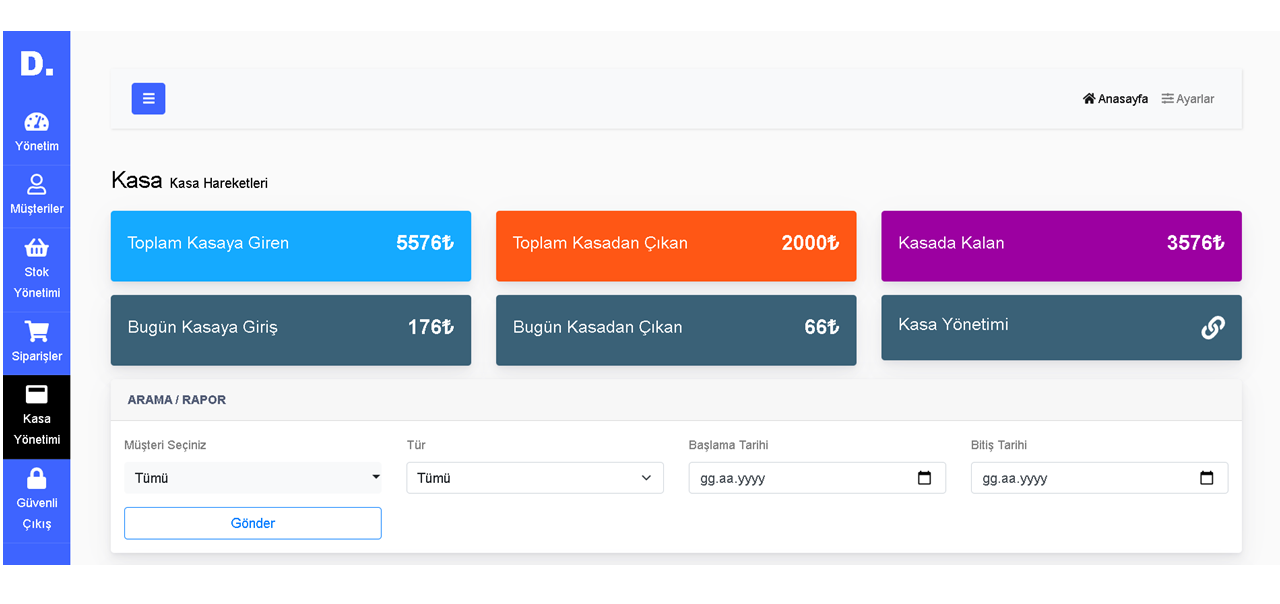 D.
Yönetim
Müşteriler
Stok
Yönetimi
Siparişler
Kasa
Yönetimi
Güvenli
Çıkış
Anasayfa Ayarlar
Kasa Kasa Hareketleri
Toplam Kasaya Giren 5576₺
Toplam Kasadan Çıkan 2000₺
Kasada Kalan 3576₺
Bugün Kasaya Giriş 176₺
Bugün Kasadan Çıkan 66₺
Kasa Yönetimi
ARAMA / RAPOR
Müşteri Seçiniz
Tümü
Tür
Tümü
Başlama Tarihi
gg.aa.yyyy
Bitiş Tarihi
gg.aa.yyyy
Gönder